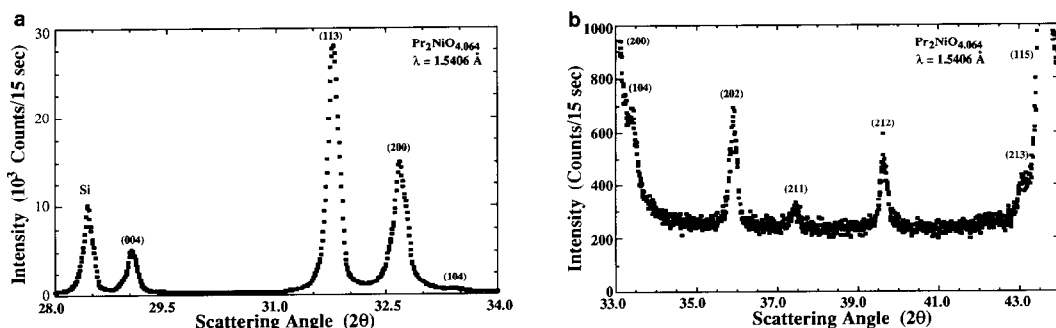 a
30
20
10
0
Intensity (10³ Counts/15 sec)
Si
(004)
(113)
(200)
(104)
Pr₂NiO₄.₀₆₄
λ = 1.5406 Å
28.0 29.5 31.0 32.5 34.0
Scattering Angle (2θ)
b
1000
800
600
400
200
0
Intensity (Counts/15 sec)
(200)
(104)
(202)
(211)
(212)
(213)
(115)
Pr₂NiO₄.₀₆₄
λ = 1.5406 Å
33.0 35.0 37.0 39.0 41.0 43.0
Scattering Angle (2θ)